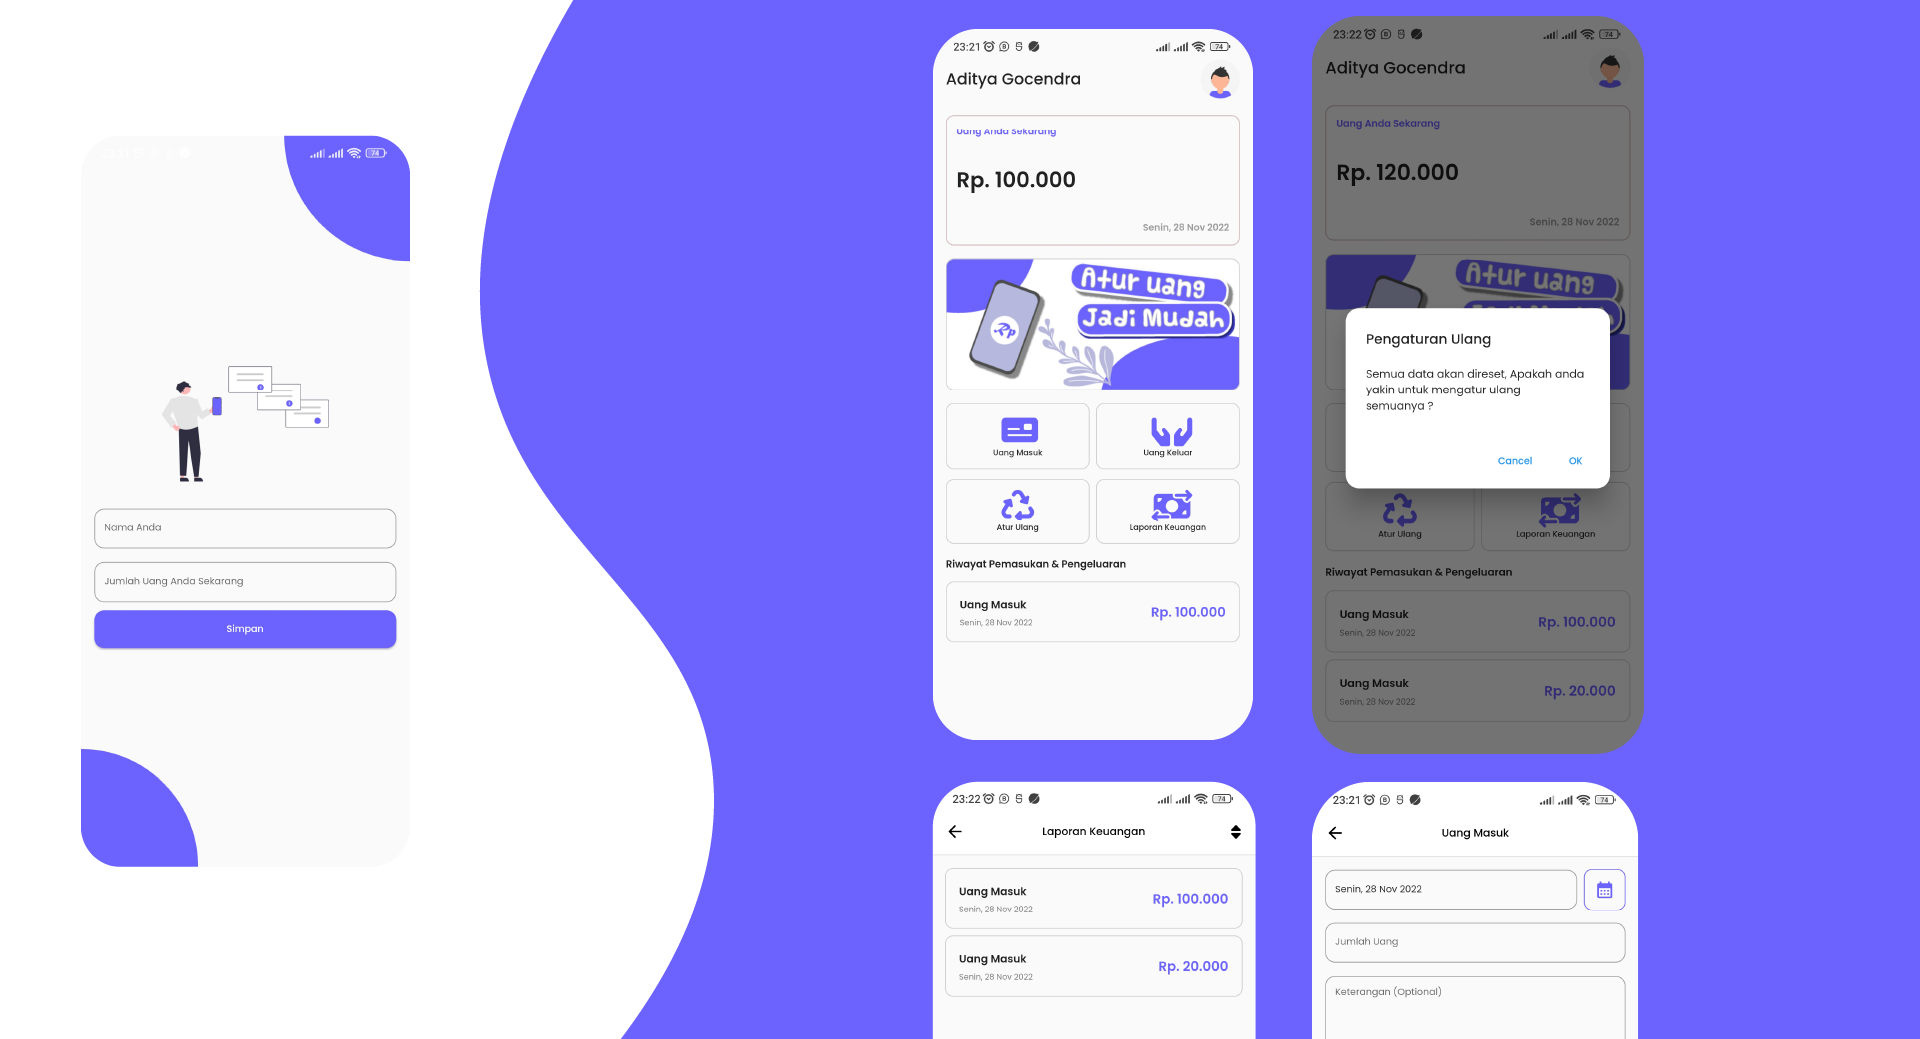 74
Nama Anda
Jumlah Uang Anda Sekarang
Simpan
23:21
74
Aditya Gocendra
Uang Anda Sekarang
Rp. 100.000
Senin, 28 Nov 2022
Atur uang
Jadi Mudah
Rp
Uang Masuk
Uang Keluar
Atur Ulang
Laporan Keuangan
Riwayat Pemasukan & Pengeluaran
Uang Masuk
Rp. 100.000
Senin, 28 Nov 2022
23:22
74
Aditya Gocendra
Uang Anda Sekarang
Rp. 120.000
Senin, 28 Nov 2022
Atur uang
Pengaturan Ulang
Semua data akan direset, Apakah anda
yakin untuk mengatur ulang
semuanya ?
Cancel
OK
Atur Ulang
Laporan Keuangan
Riwayat Pemasukan & Pengeluaran
Uang Masuk
Rp. 100.000
Senin, 28 Nov 2022
Uang Masuk
Rp. 20.000
Senin, 28 Nov 2022
23:22
74
Laporan Keuangan
Uang Masuk
Rp. 100.000
Senin, 28 Nov 2022
Uang Masuk
Rp. 20.000
Senin, 28 Nov 2022
23:21
74
Uang Masuk
Senin, 28 Nov 2022
Jumlah Uang
Keterangan (Optional)